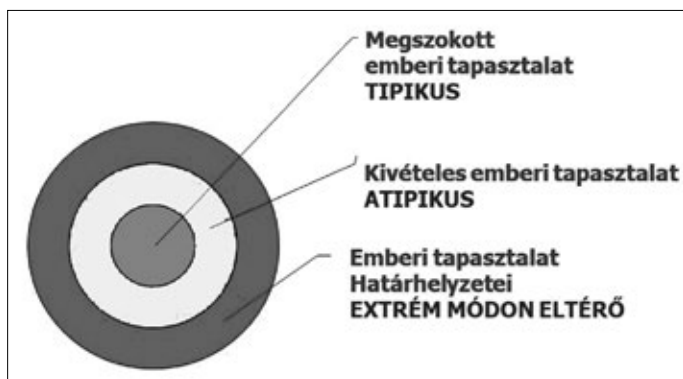 Megszokott
emberi tapasztalat
TIPIKUS
Kivételes emberi tapasztalat
ATIPIKUS
Emberi tapasztalat
Határhelyzetei
EXTRÉM MÓDON ELTÉRŐ